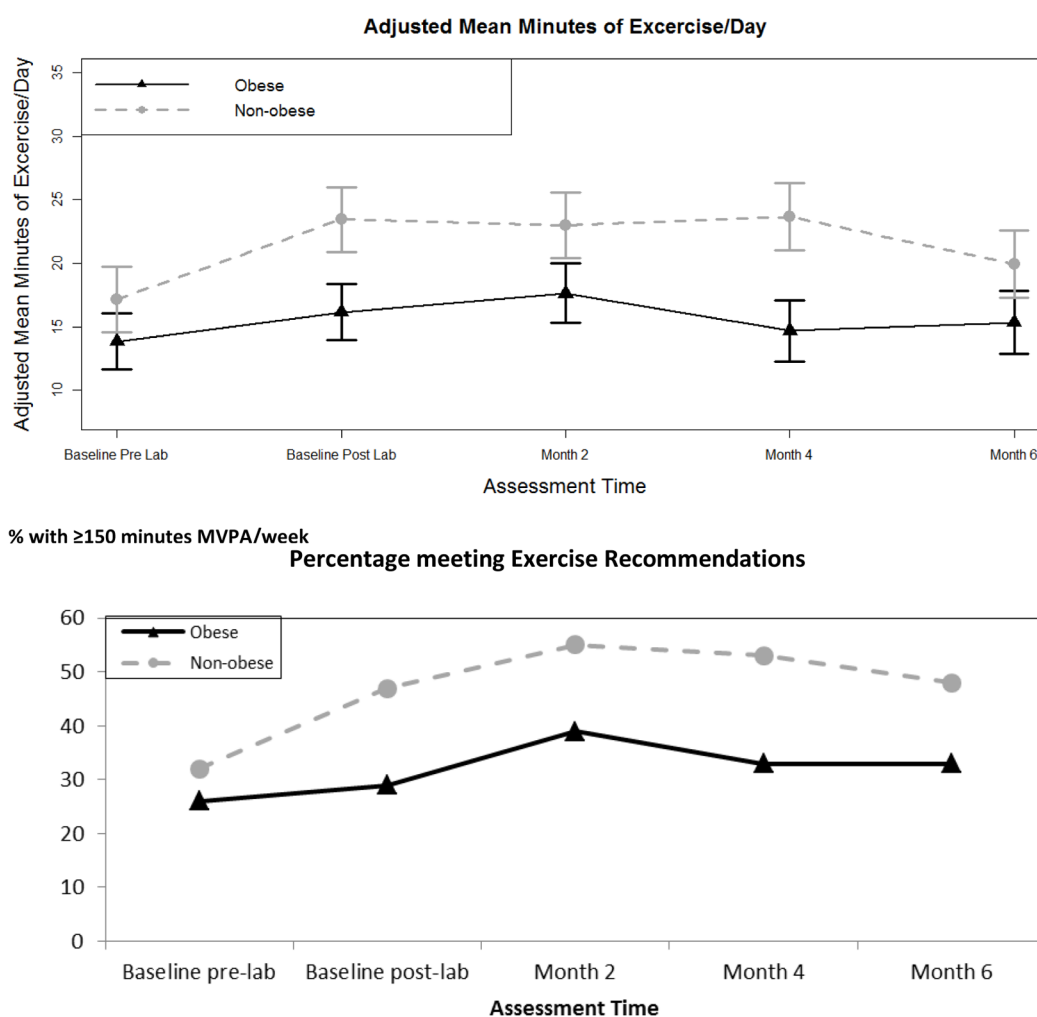 Adjusted Mean Minutes of Excercise/Day
Adjusted Mean Minutes of Excercise/Day
35
30
25
20
15
10
Obese
Non-obese
Baseline Pre Lab
Baseline Post Lab
Month 2
Month 4
Month 6
Assessment Time
% with ≥150 minutes MVPA/week
Percentage meeting Exercise Recommendations
60
50
40
30
20
10
0
Obese
Non-obese
Baseline pre-lab
Baseline post-lab
Month 2
Month 4
Month 6
Assessment Time